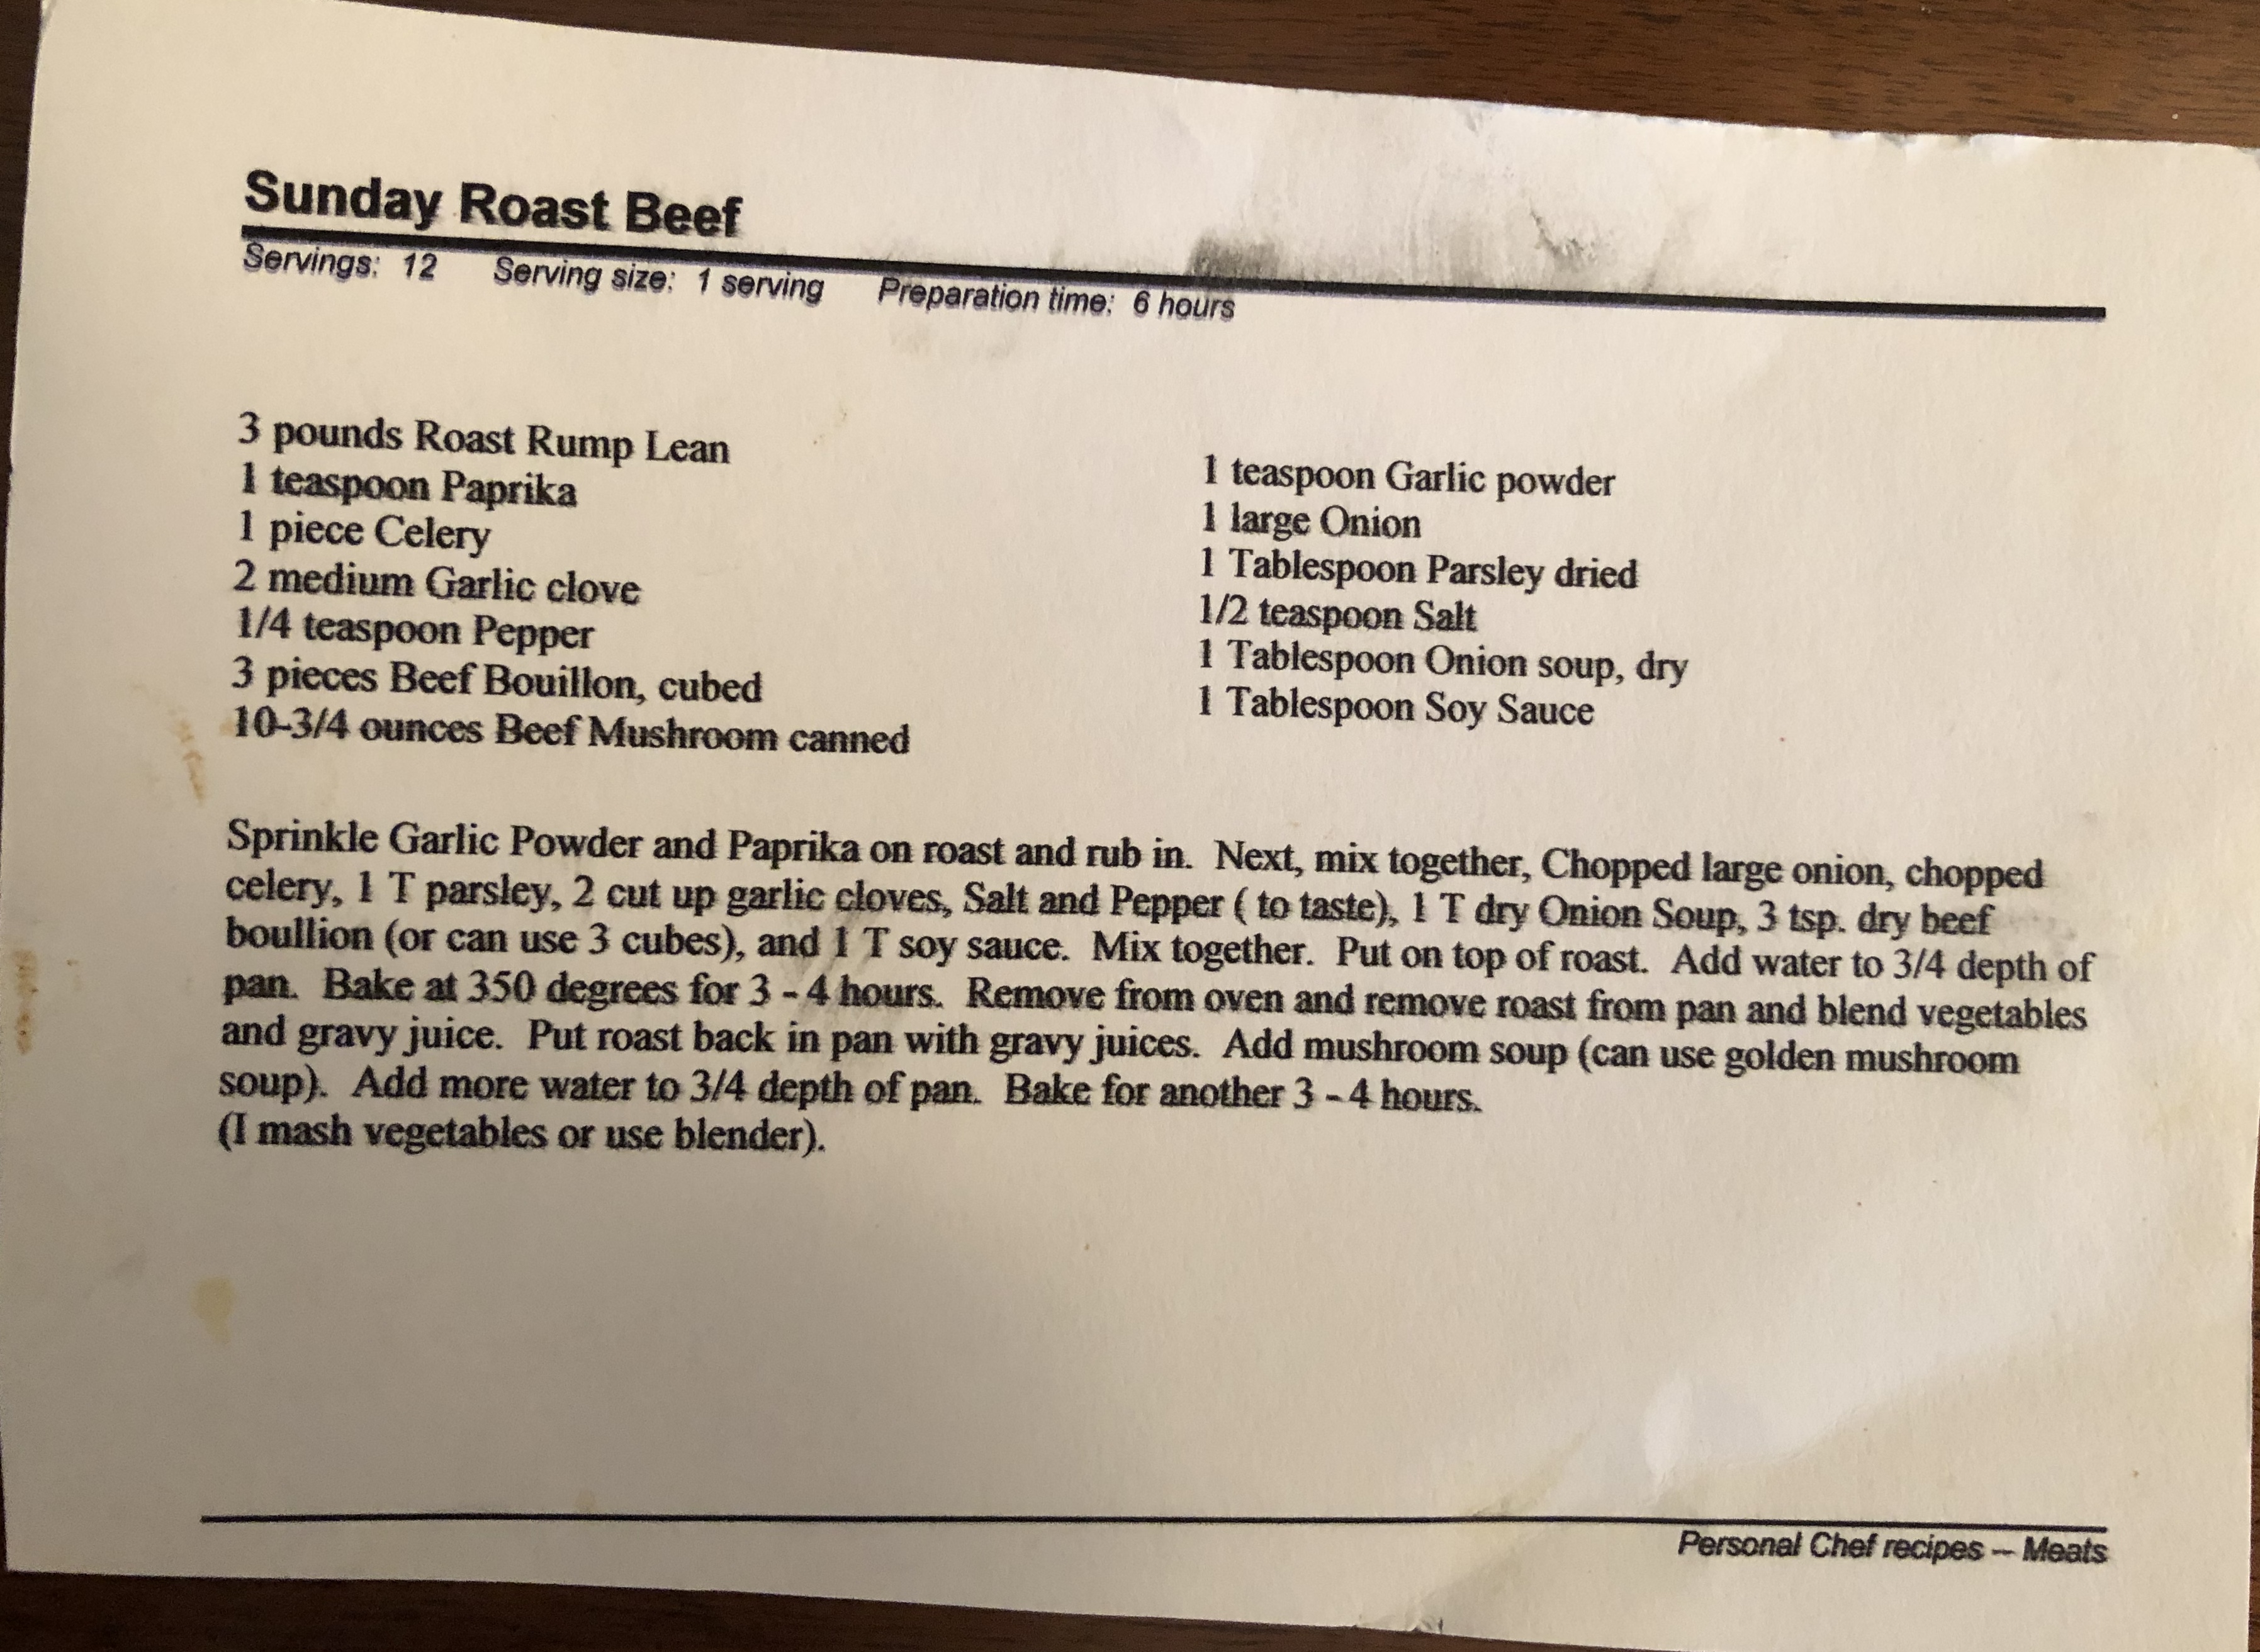 Sunday Roast Beef
Servings: 12 Serving size: 1 serving Preparation time: 6 hours
3 pounds Roast Rump Lean
1 teaspoon Paprika
1 piece Celery
2 medium Garlic clove
1/4 teaspoon Pepper
3 pieces Beef Bouillon, cubed
10-3/4 ounces Beef Mushroom canned
1 teaspoon Garlic powder
1 large Onion
1 Tablespoon Parsley dried
1/2 teaspoon Salt
1 Tablespoon Onion soup, dry
1 Tablespoon Soy Sauce
Sprinkle Garlic Powder and Paprika on roast and rub in. Next, mix together, Chopped large onion, chopped
celery, 1 T parsley, 2 cut up garlic cloves, Salt and Pepper ( to taste), 1 T dry Onion Soup, 3 tsp. dry beef
boullion (or can use 3 cubes), and 1 T soy sauce. Mix together. Put on top of roast. Add water to 3/4 depth of
pan. Bake at 350 degrees for 3 - 4 hours. Remove from oven and remove roast from pan and blend vegetables
and gravy juice. Put roast back in pan with gravy juices. Add mushroom soup (can use golden mushroom
soup). Add more water to 3/4 depth of pan. Bake for another 3 - 4 hours.
(I mash vegetables or use blender).
Personal Chef recipes -- Meats